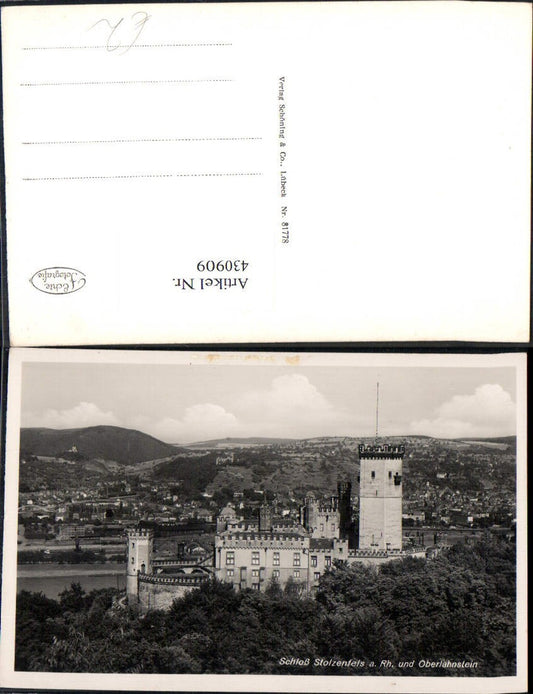 Verlag Schöning & Co., Lübeck Nr. 81778
Artikel Nr.
430909
Echte
Fotografie
Schloß Stolzenfels a. Rh. und Oberlahnstein